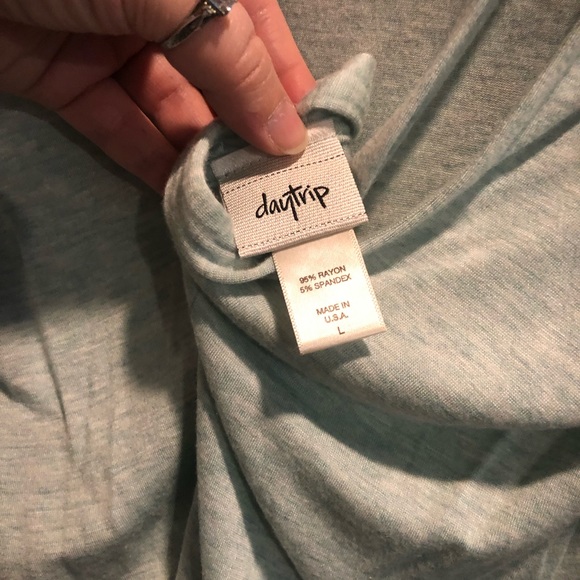 daytrip
95% RAYON
5% SPANDEX
MADE IN
U.S.A.
L